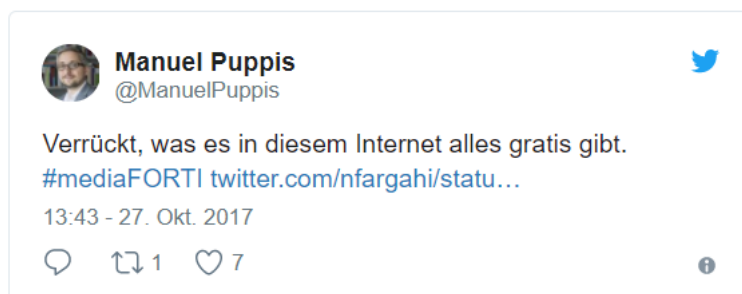 Manuel Puppis
@ManuelPuppis
Verrückt, was es in diesem Internet alles gratis gibt.
#mediaFORTI twitter.com/nfargahi/statu…
13:43 - 27. Okt. 2017
1 7